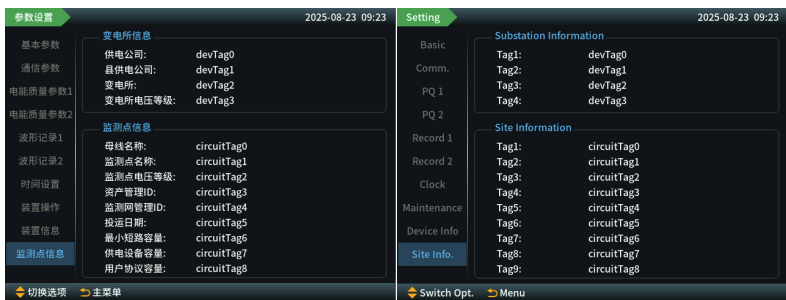 参数设置
2025-08-23 09:23
基本参数
通信参数
电能质量参数1
电能质量参数2
波形记录1
波形记录2
时间设置
装置操作
装置信息
监测点信息
变电所信息
供电公司: devTag0
县供电公司: devTag1
变电所: devTag2
变电所电压等级: devTag3
监测点信息
母线名称: circuitTag0
监测点名称: circuitTag1
监测点电压等级: circuitTag2
资产管理ID: circuitTag3
监测网管理ID: circuitTag4
投运日期: circuitTag5
最小短路容量: circuitTag6
供电设备容量: circuitTag7
用户协议容量: circuitTag8
切换选项 主菜单
Setting
2025-08-23 09:23
Basic
Comm.
PQ 1
PQ 2
Record 1
Record 2
Clock
Maintenance
Device Info
Site Info.
Substation Information
Tag1: devTag0
Tag2: devTag1
Tag3: devTag2
Tag4: devTag3
Site Information
Tag1: circuitTag0
Tag2: circuitTag1
Tag3: circuitTag2
Tag4: circuitTag3
Tag5: circuitTag4
Tag6: circuitTag5
Tag7: circuitTag6
Tag8: circuitTag7
Tag9: circuitTag8
Switch Opt. Menu